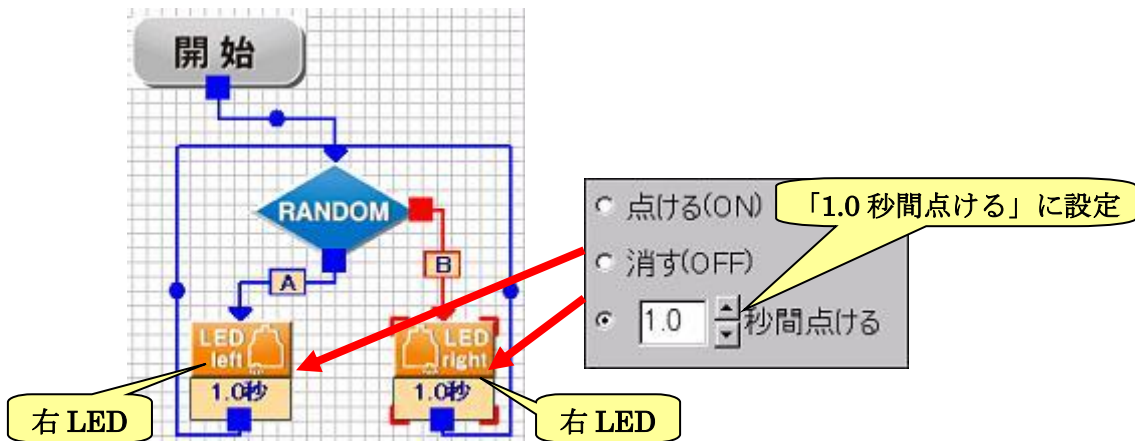 開始
RANDOM
A
B
LED
left
1.0秒
LED
right
1.0秒
右 LED
右 LED
点ける(ON)
消す(OFF)
1.0 秒間点ける
「1.0 秒間点ける」に設定